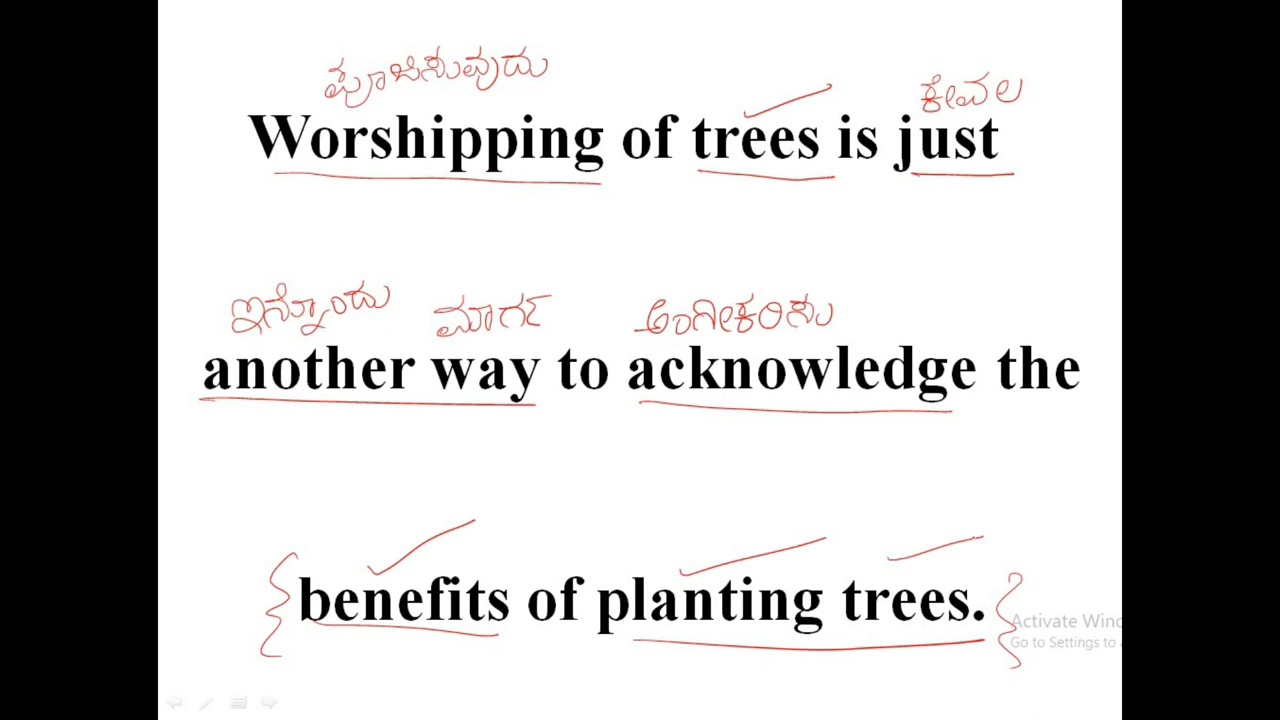 ಪೂಜಿಸುವುದು ಕೇವಲ
Worshipping of trees is just
ಇನ್ನೊಂದು ಮಾರ್ಗ ಅಂಗೀಕರಿಸು
another way to acknowledge the
benefits of planting trees.
Activate Wind
Go to Settings to